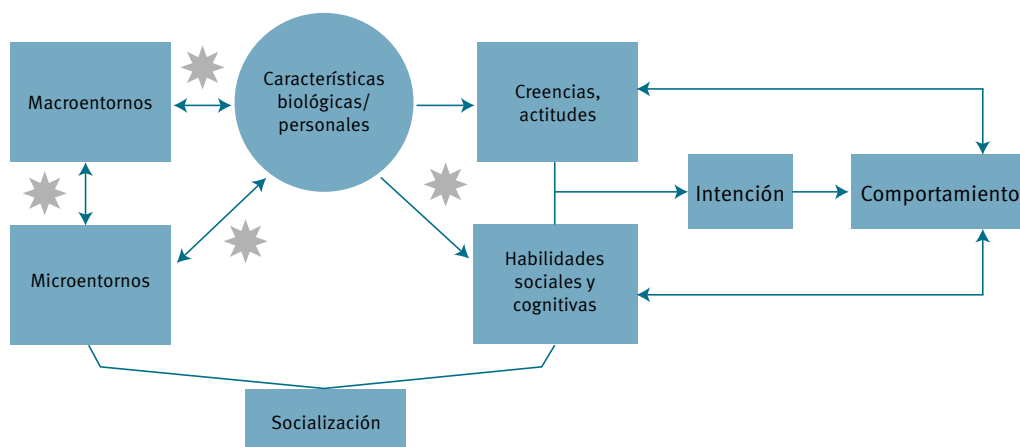 Macroentornos
Características
biológicas/
personales
Creencias,
actitudes
Intención
Comportamiento
Microentornos
Habilidades
sociales y
cognitivas
Socialización